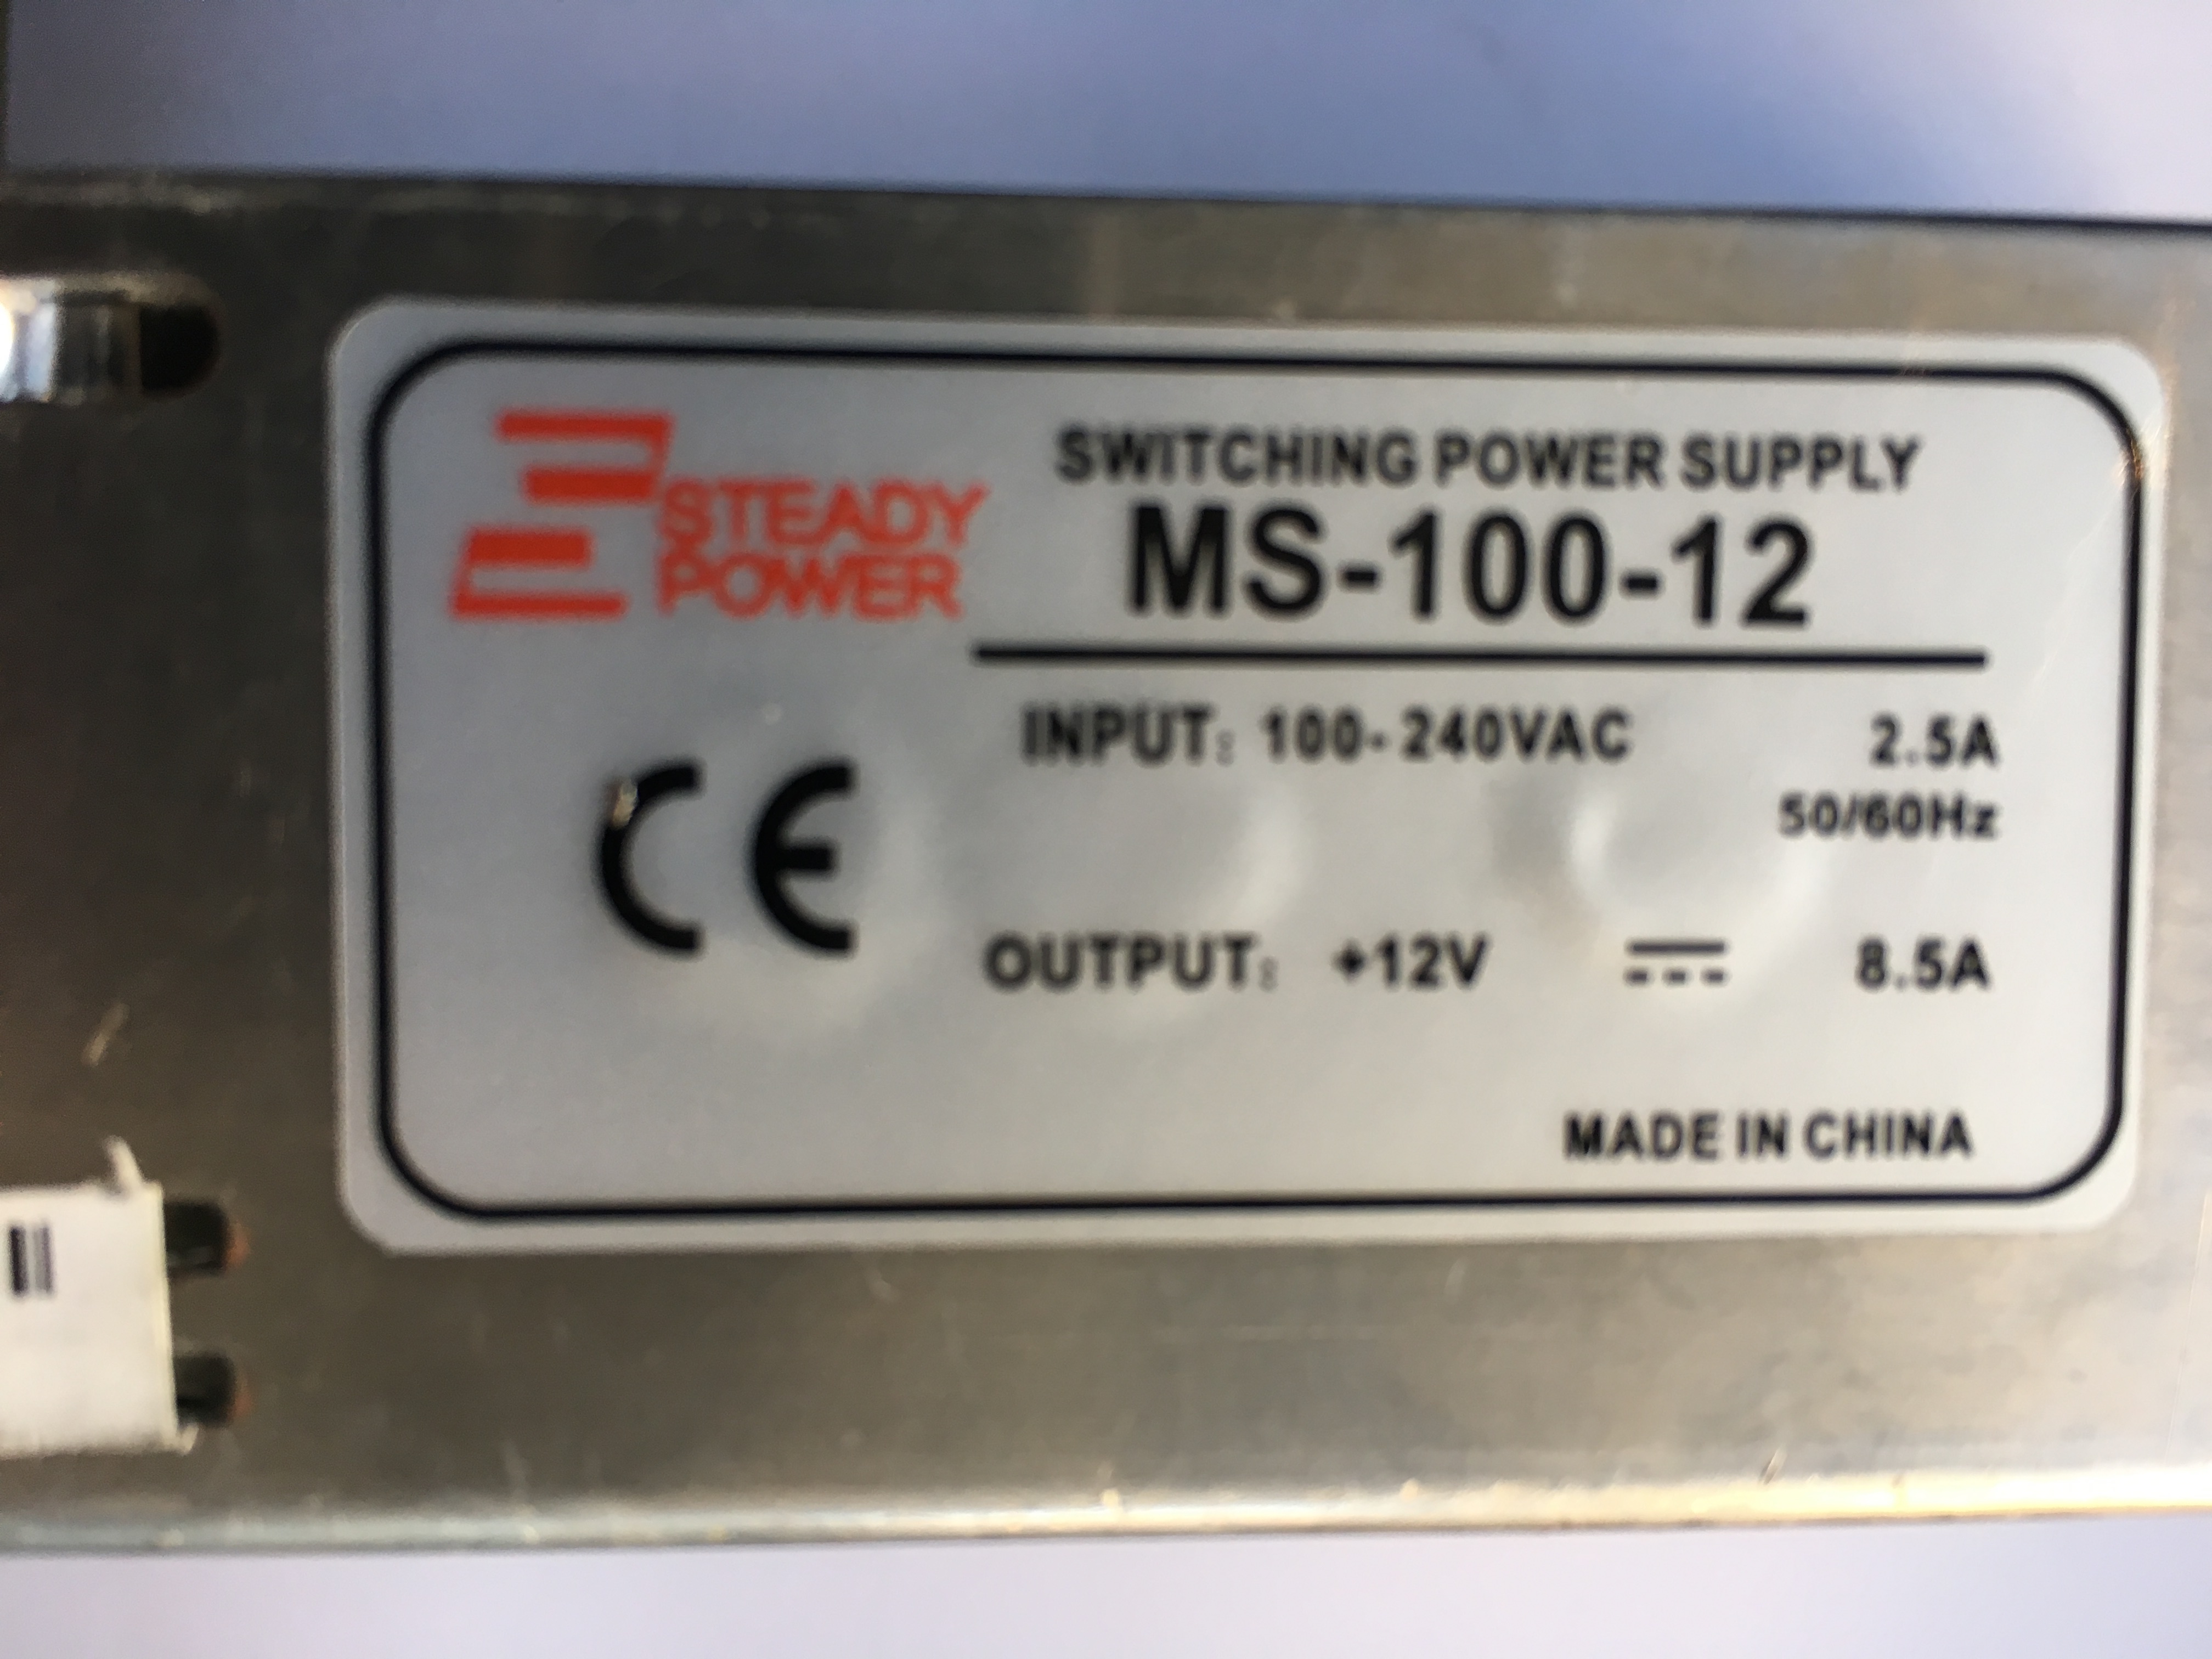 STEADY
POWER
SWITCHING POWER SUPPLY
MS-100-12
INPUT: 100-240VAC 2.5A
50/60Hz
CE
OUTPUT: +12V ⎓ 8.5A
MADE IN CHINA